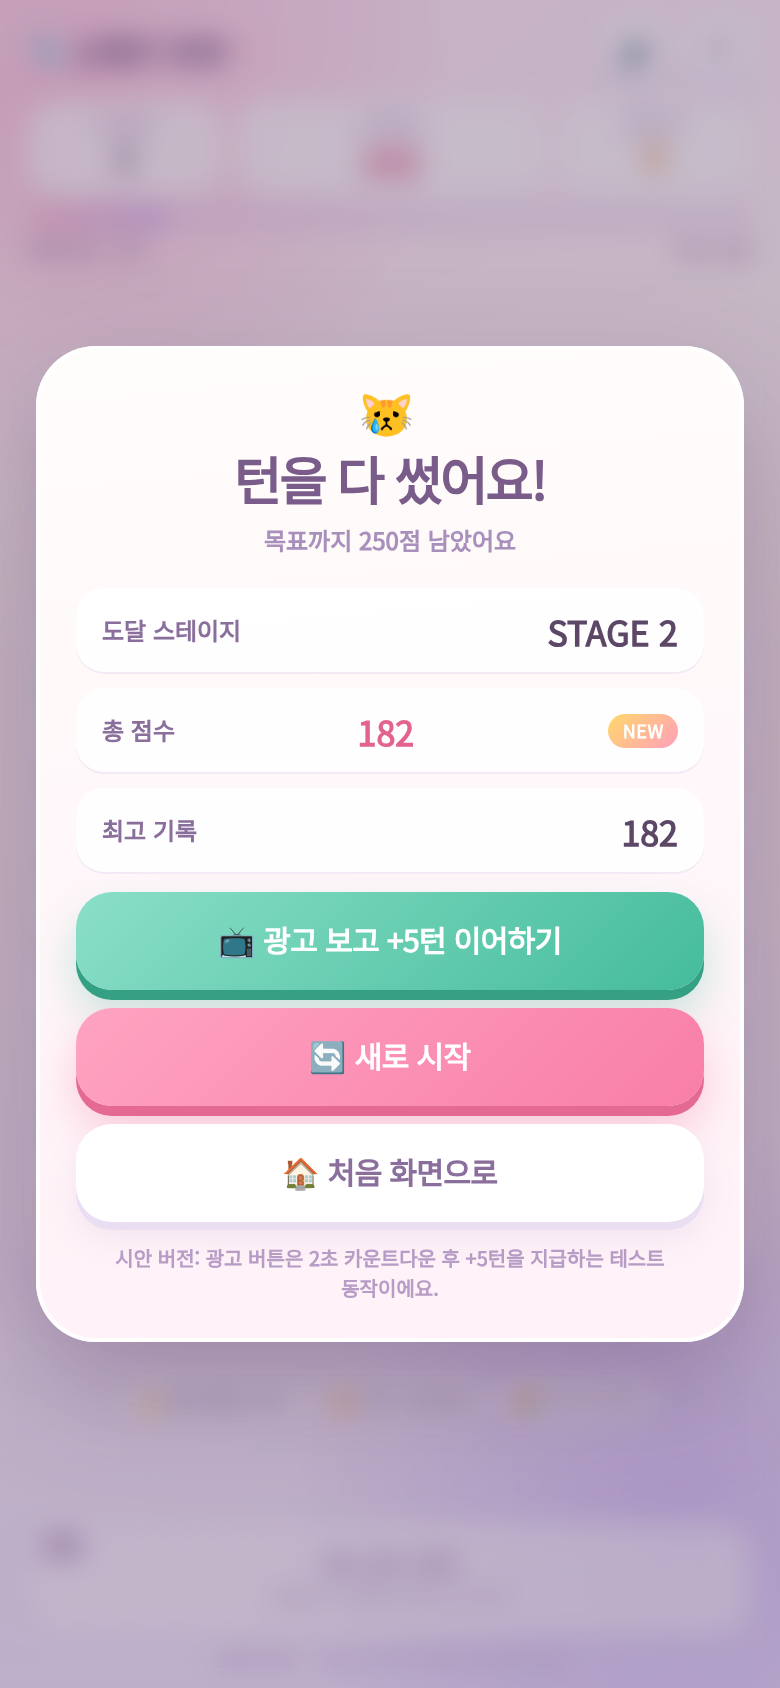 턴을 다 썼어요!
목표까지 250점 남았어요
도달 스테이지 STAGE 2
총 점수 182 NEW
최고 기록 182
📺 광고 보고 +5턴 이어하기
🔄 새로 시작
🏠 처음 화면으로
시안 버전: 광고 버튼은 2초 카운트다운 후 +5턴을 지급하는 테스트
동작이에요.